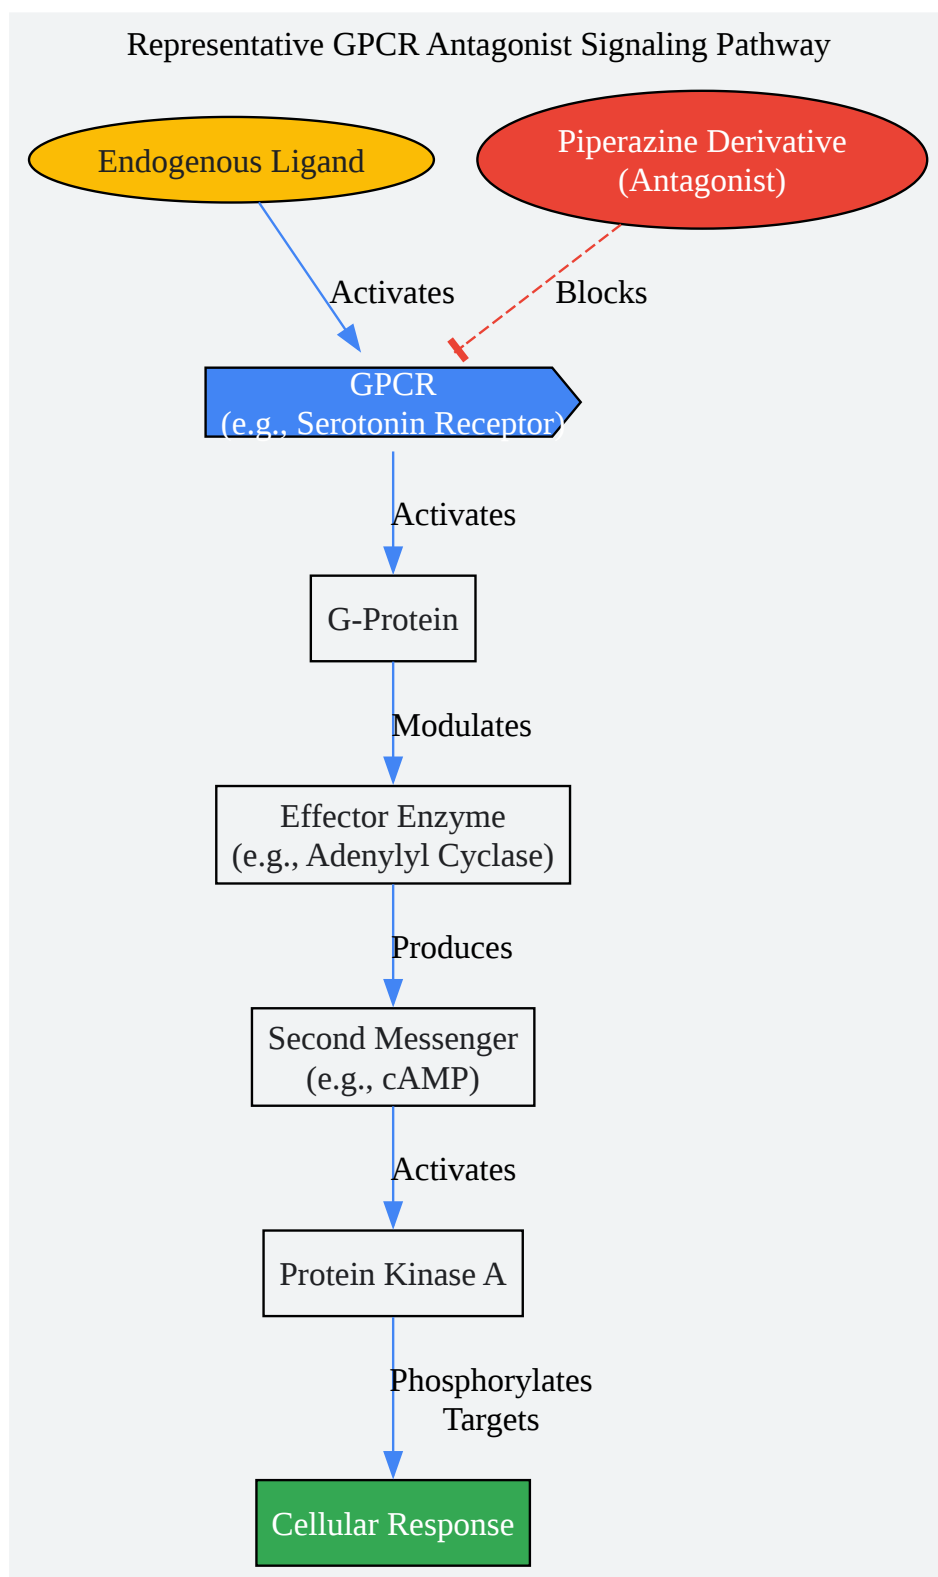 Representative GPCR Antagonist Signaling Pathway
Endogenous Ligand
Piperazine Derivative
(Antagonist)
Activates
Blocks
GPCR
(e.g., Serotonin Receptor)
Activates
G-Protein
Modulates
Effector Enzyme
(e.g., Adenylyl Cyclase)
Produces
Second Messenger
(e.g., cAMP)
Activates
Protein Kinase A
Phosphorylates
Targets
Cellular Response